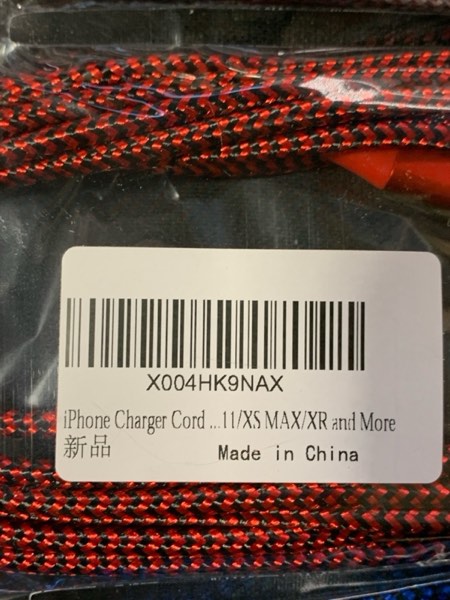 X004HK9NAX
iPhone Charger Cord ...11/XS MAX/XR and More
新品
Made in China